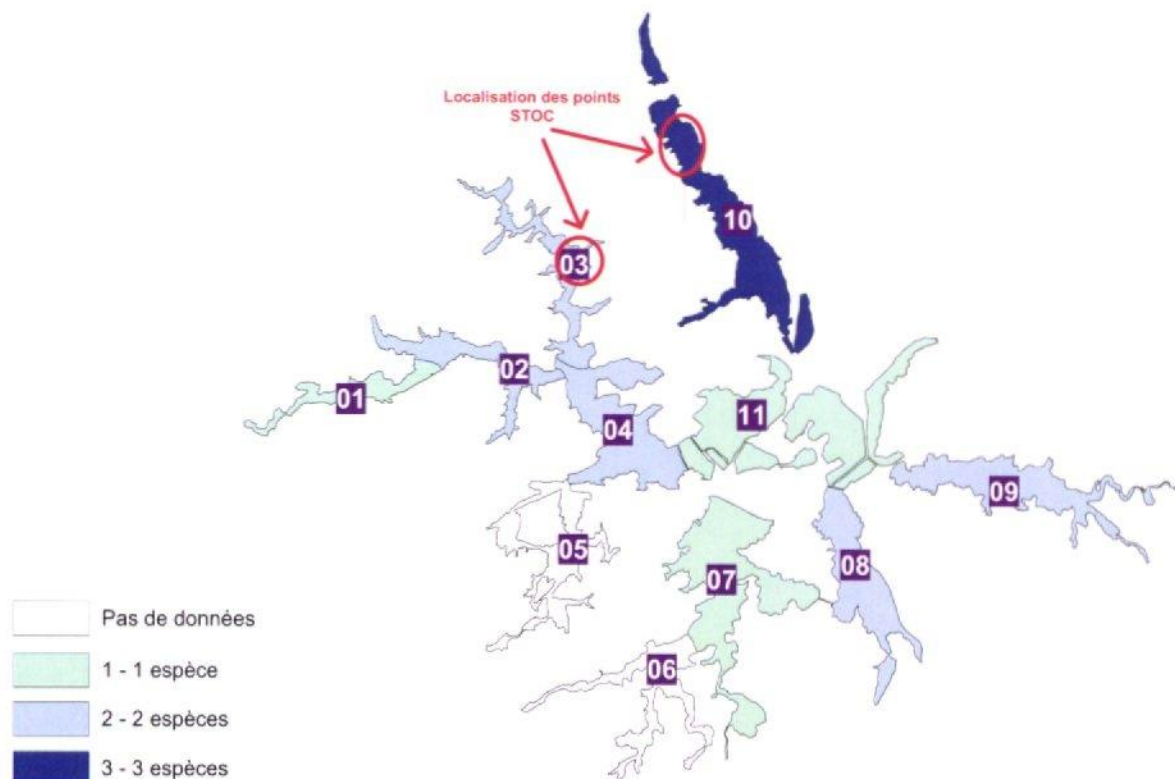 Localisation des points
STOC
10
03
02
01
11
04
09
05
08
07
06
Pas de données
1 - 1 espèce
2 - 2 espèces
3 - 3 espèces